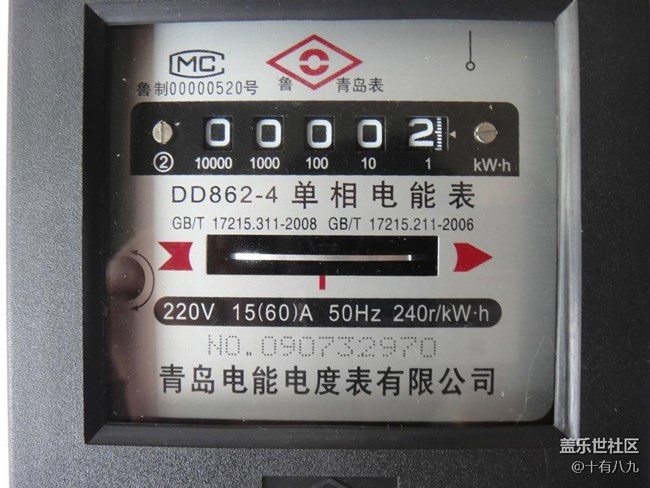 MC
鲁制00000520号
鲁 青岛表
0 0 0 0 2
② 10000 1000 100 10 1 kW·h
DD862-4 单相电能表
GB/T 17215.311-2008 GB/T 17215.211-2006
220V 15(60)A 50Hz 240r/kW·h
NO.090732970
青岛电能电度表有限公司
盖乐世社区
@十有八九